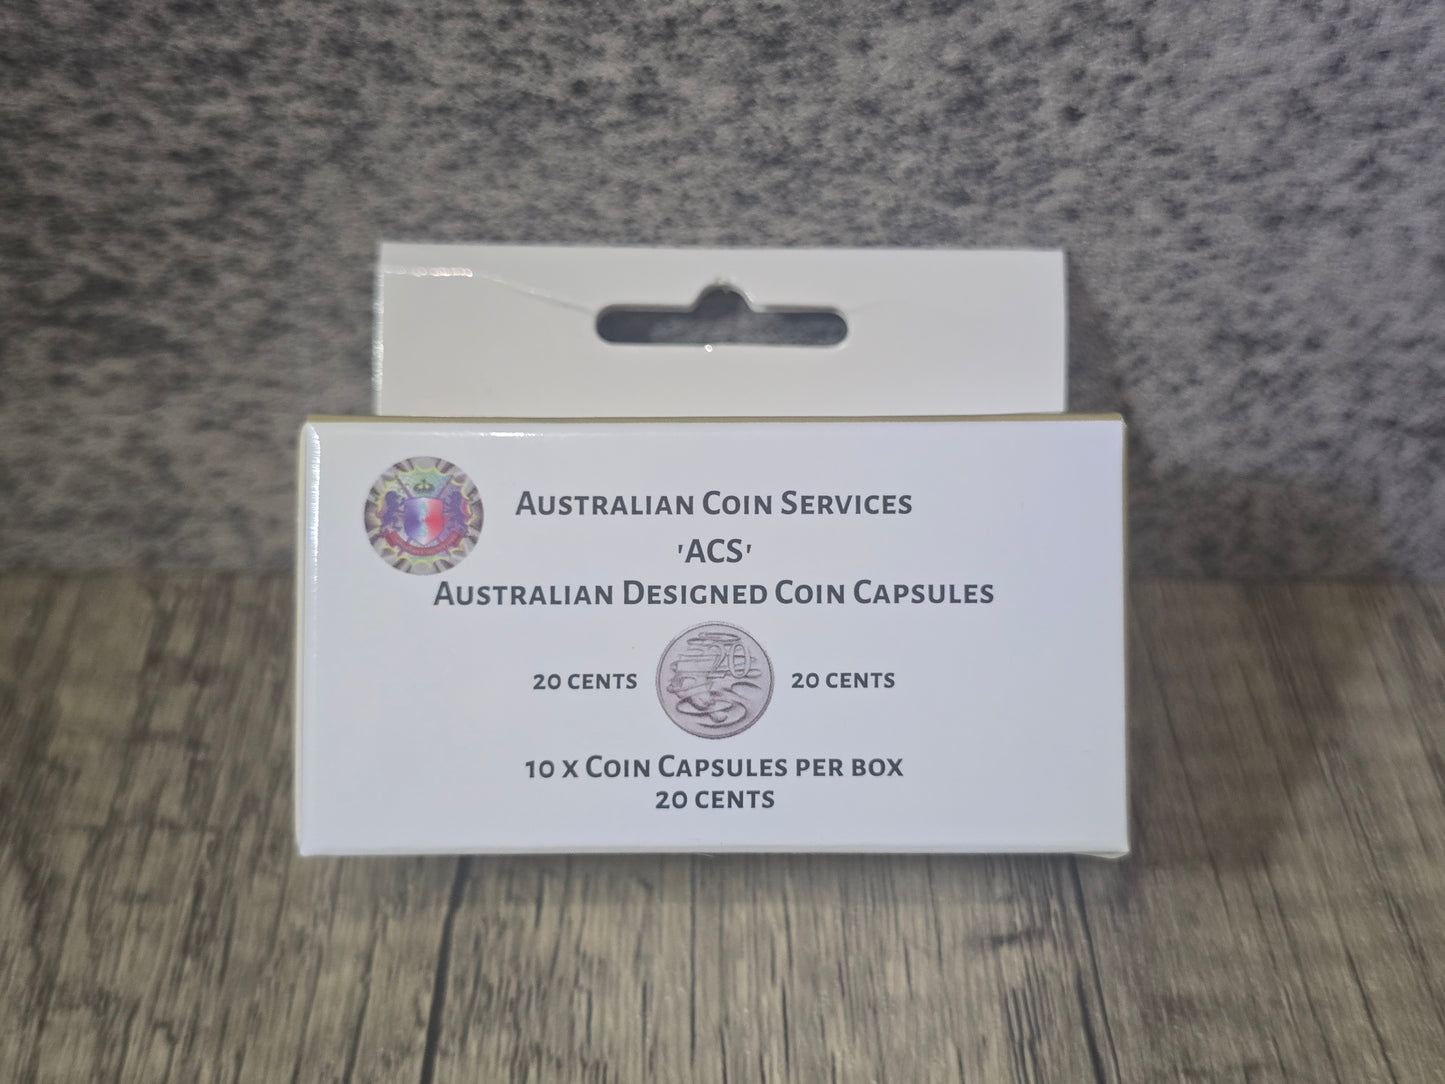 Australian Coin Services
'ACS'
Australian Designed Coin Capsules
20 cents 20 20 cents
10 x Coin Capsules per box
20 cents